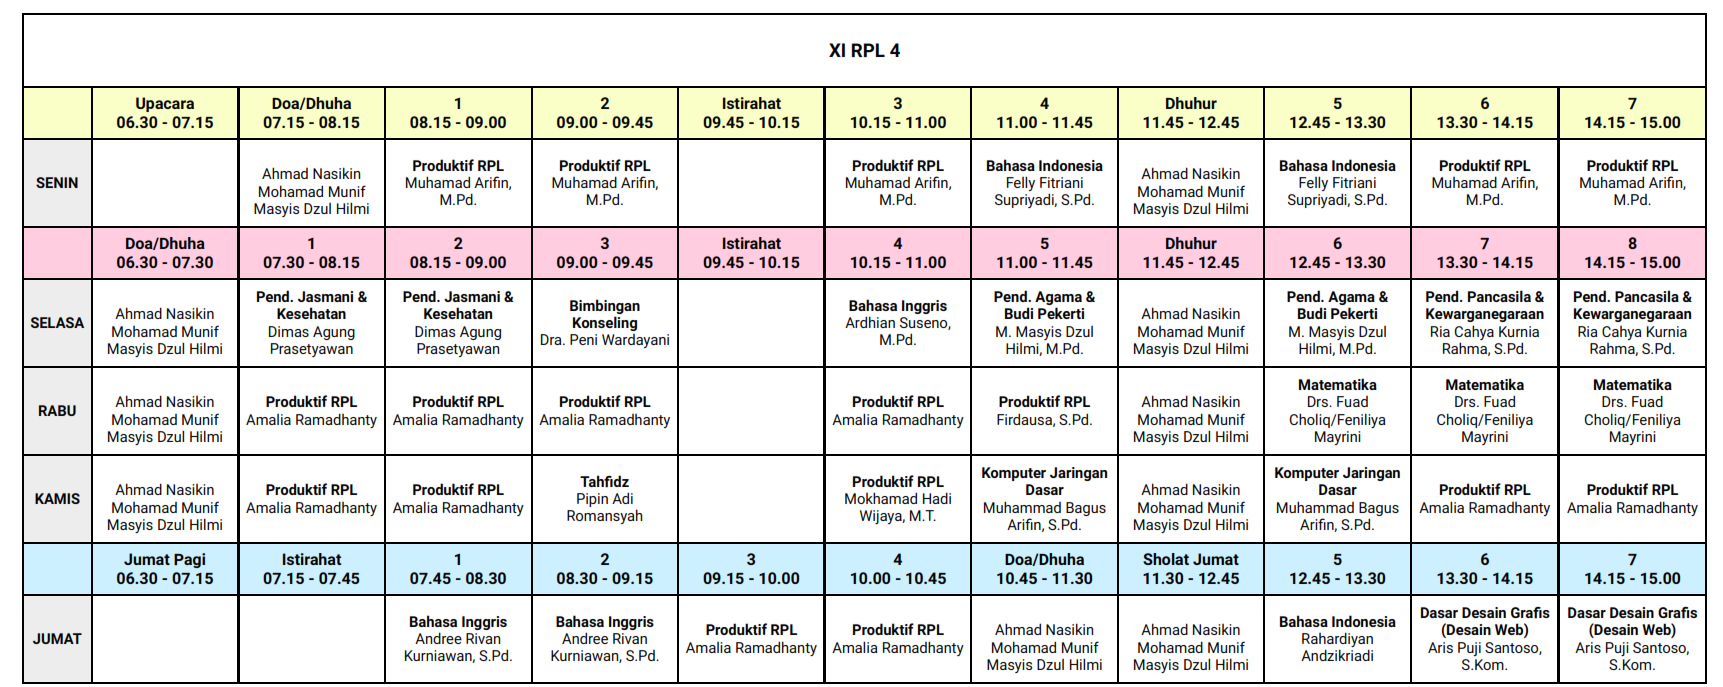 XI RPL 4
Upacara
06.30 - 07.15
Doa/Dhuha
07.15 - 08.15
1
08.15 - 09.00
2
09.00 - 09.45
Istirahat
09.45 - 10.15
3
10.15 - 11.00
4
11.00 - 11.45
Dhuhur
11.45 - 12.45
5
12.45 - 13.30
6
13.30 - 14.15
7
14.15 - 15.00
SENIN
Ahmad Nasikin
Mohamad Munif
Masyis Dzul Hilmi
Produktif RPL
Muhamad Arifin,
M.Pd.
Produktif RPL
Muhamad Arifin,
M.Pd.
Produktif RPL
Muhamad Arifin,
M.Pd.
Bahasa Indonesia
Felly Fitriani
Supriyadi, S.Pd.
Ahmad Nasikin
Mohamad Munif
Masyis Dzul Hilmi
Bahasa Indonesia
Felly Fitriani
Supriyadi, S.Pd.
Produktif RPL
Muhamad Arifin,
M.Pd.
Produktif RPL
Muhamad Arifin,
M.Pd.
Doa/Dhuha
06.30 - 07.30
1
07.30 - 08.15
2
08.15 - 09.00
3
09.00 - 09.45
Istirahat
09.45 - 10.15
4
10.15 - 11.00
5
11.00 - 11.45
Dhuhur
11.45 - 12.45
6
12.45 - 13.30
7
13.30 - 14.15
8
14.15 - 15.00
SELASA
Ahmad Nasikin
Mohamad Munif
Masyis Dzul Hilmi
Pend. Jasmani &
Kesehatan
Dimas Agung
Prasetyawan
Pend. Jasmani &
Kesehatan
Dimas Agung
Prasetyawan
Bimbingan
Konseling
Dra. Peni Wardayani
Bahasa Inggris
Ardhian Suseno,
M.Pd.
Pend. Agama &
Budi Pekerti
M. Masyis Dzul
Hilmi, M.Pd.
Ahmad Nasikin
Mohamad Munif
Masyis Dzul Hilmi
Pend. Agama &
Budi Pekerti
M. Masyis Dzul
Hilmi, M.Pd.
Pend. Pancasila &
Kewarganegaraan
Ria Cahya Kurnia
Rahma, S.Pd.
Pend. Pancasila &
Kewarganegaraan
Ria Cahya Kurnia
Rahma, S.Pd.
RABU
Ahmad Nasikin
Mohamad Munif
Masyis Dzul Hilmi
Produktif RPL
Amalia Ramadhanty
Produktif RPL
Amalia Ramadhanty
Produktif RPL
Amalia Ramadhanty
Produktif RPL
Amalia Ramadhanty
Produktif RPL
Firdausa, S.Pd.
Ahmad Nasikin
Mohamad Munif
Masyis Dzul Hilmi
Matematika
Drs. Fuad
Choliq/Feniliya
Mayrini
Matematika
Drs. Fuad
Choliq/Feniliya
Mayrini
Matematika
Drs. Fuad
Choliq/Feniliya
Mayrini
KAMIS
Ahmad Nasikin
Mohamad Munif
Masyis Dzul Hilmi
Produktif RPL
Amalia Ramadhanty
Produktif RPL
Amalia Ramadhanty
Tahfidz
Pipin Adi
Romansyah
Produktif RPL
Mokhamad Hadi
Wijaya, M.T.
Komputer Jaringan
Dasar
Muhammad Bagus
Arifin, S.Pd.
Ahmad Nasikin
Mohamad Munif
Masyis Dzul Hilmi
Komputer Jaringan
Dasar
Muhammad Bagus
Arifin, S.Pd.
Produktif RPL
Amalia Ramadhanty
Produktif RPL
Amalia Ramadhanty
Jumat Pagi
06.30 - 07.15
Istirahat
07.15 - 07.45
1
07.45 - 08.30
2
08.30 - 09.15
3
09.15 - 10.00
4
10.00 - 10.45
Doa/Dhuha
10.45 - 11.30
Sholat Jumat
11.30 - 12.45
5
12.45 - 13.30
6
13.30 - 14.15
7
14.15 - 15.00
JUMAT
Bahasa Inggris
Andree Rivan
Kurniawan, S.Pd.
Bahasa Inggris
Andree Rivan
Kurniawan, S.Pd.
Produktif RPL
Amalia Ramadhanty
Produktif RPL
Amalia Ramadhanty
Ahmad Nasikin
Mohamad Munif
Masyis Dzul Hilmi
Ahmad Nasikin
Mohamad Munif
Masyis Dzul Hilmi
Bahasa Indonesia
Rahardiyan
Andzikriadi
Dasar Desain Grafis
(Desain Web)
Aris Puji Santoso,
S.Kom.
Dasar Desain Grafis
(Desain Web)
Aris Puji Santoso,
S.Kom.